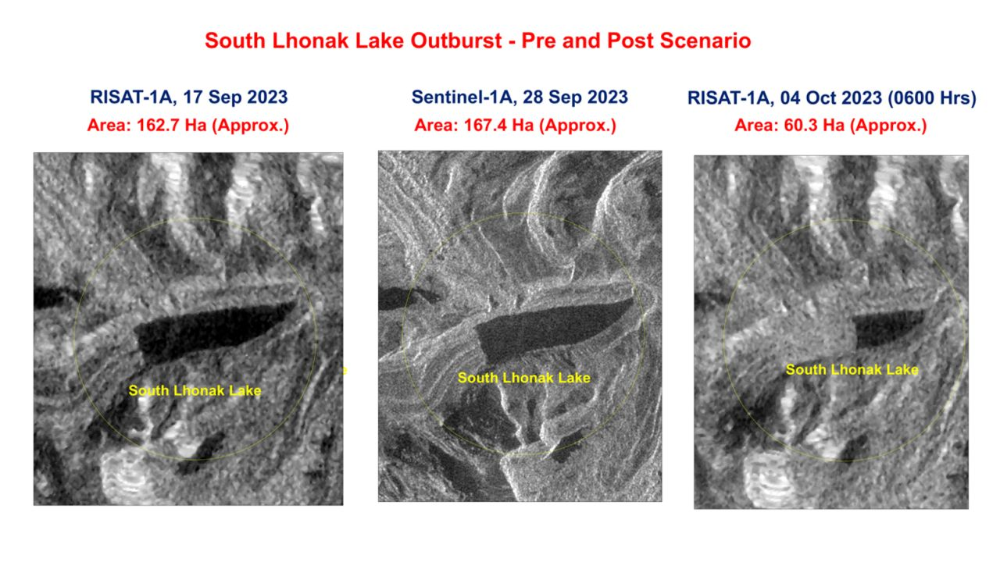 South Lhonak Lake Outburst - Pre and Post Scenario
RISAT-1A, 17 Sep 2023
Area: 162.7 Ha (Approx.)
South Lhonak Lake
Sentinel-1A, 28 Sep 2023
Area: 167.4 Ha (Approx.)
South Lhonak Lake
RISAT-1A, 04 Oct 2023 (0600 Hrs)
Area: 60.3 Ha (Approx.)
South Lhonak Lake